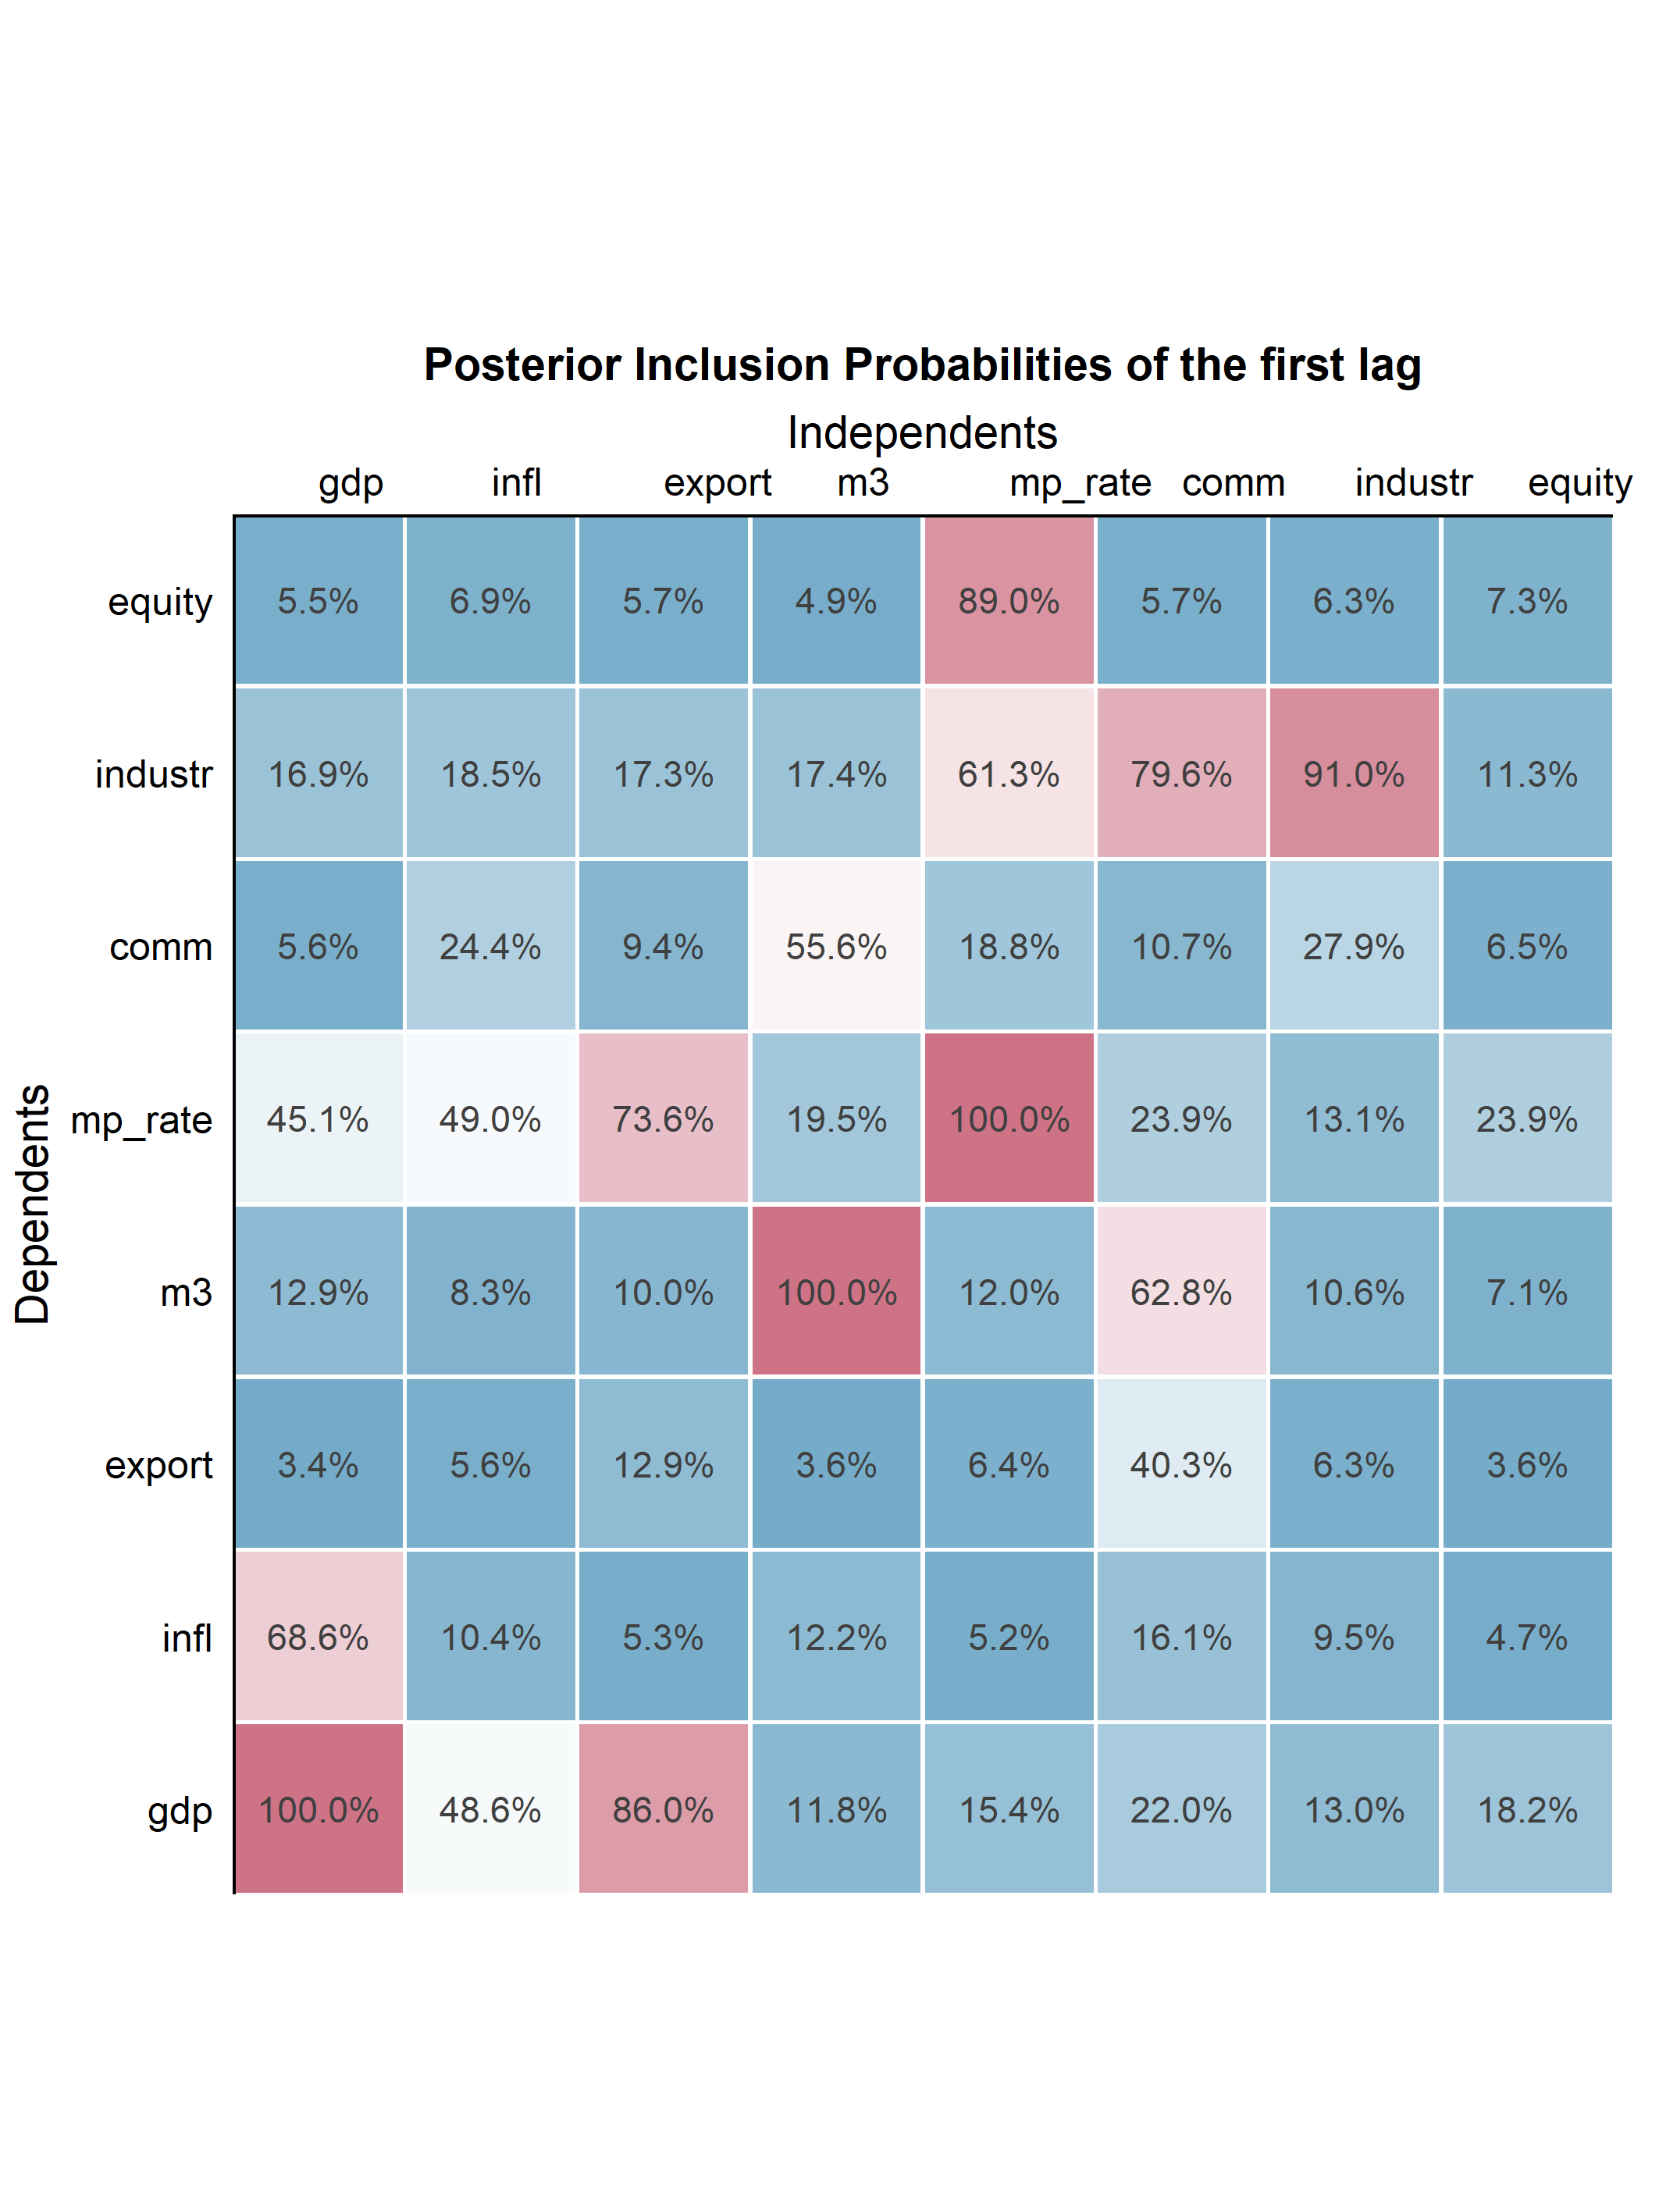 Posterior Inclusion Probabilities of the first lag
Independents
gdp infl export m3 mp_rate comm industr equity
equity 5.5% 6.9% 5.7% 4.9% 89.0% 5.7% 6.3% 7.3%
industr 16.9% 18.5% 17.3% 17.4% 61.3% 79.6% 91.0% 11.3%
comm 5.6% 24.4% 9.4% 55.6% 18.8% 10.7% 27.9% 6.5%
Dependents
mp_rate 45.1% 49.0% 73.6% 19.5% 100.0% 23.9% 13.1% 23.9%
m3 12.9% 8.3% 10.0% 100.0% 12.0% 62.8% 10.6% 7.1%
export 3.4% 5.6% 12.9% 3.6% 6.4% 40.3% 6.3% 3.6%
infl 68.6% 10.4% 5.3% 12.2% 5.2% 16.1% 9.5% 4.7%
gdp 100.0% 48.6% 86.0% 11.8% 15.4% 22.0% 13.0% 18.2%